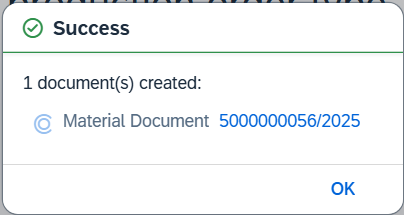 Success
1 document(s) created:
Material Document 5000000056/2025
OK